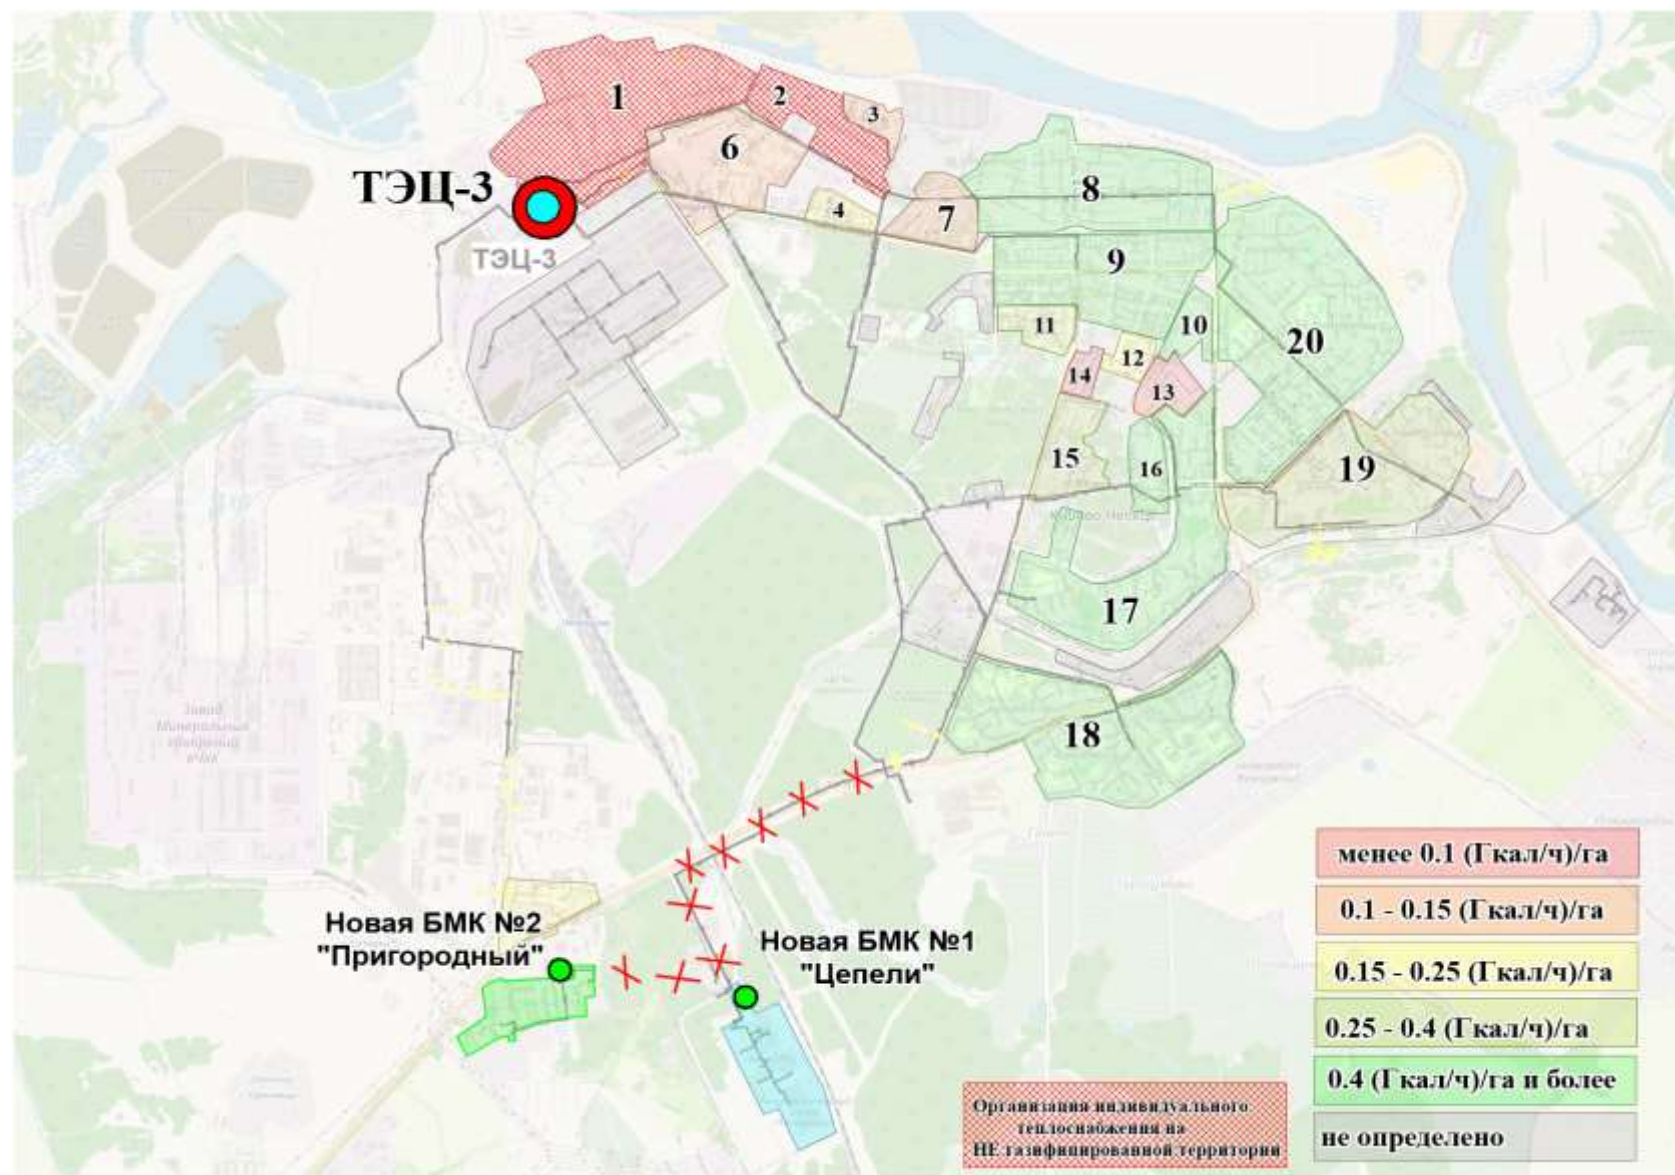 1
2
3
6
ТЭЦ-3
ТЭЦ-3
4
7
8
9
10
11
12
13
14
20
15
16
19
17
18
Завод
Минеральных
Новая БМК №2
"Пригородный"
Новая БМК №1
"Цепели"
менее 0.1 (Гкал/ч)/га
0.1 - 0.15 (Гкал/ч)/га
0.15 - 0.25 (Гкал/ч)/га
0.25 - 0.4 (Гкал/ч)/га
0.4 (Гкал/ч)/га и более
не определено
Организация индивидуального
теплоснабжения на
НЕ газифицированной территории